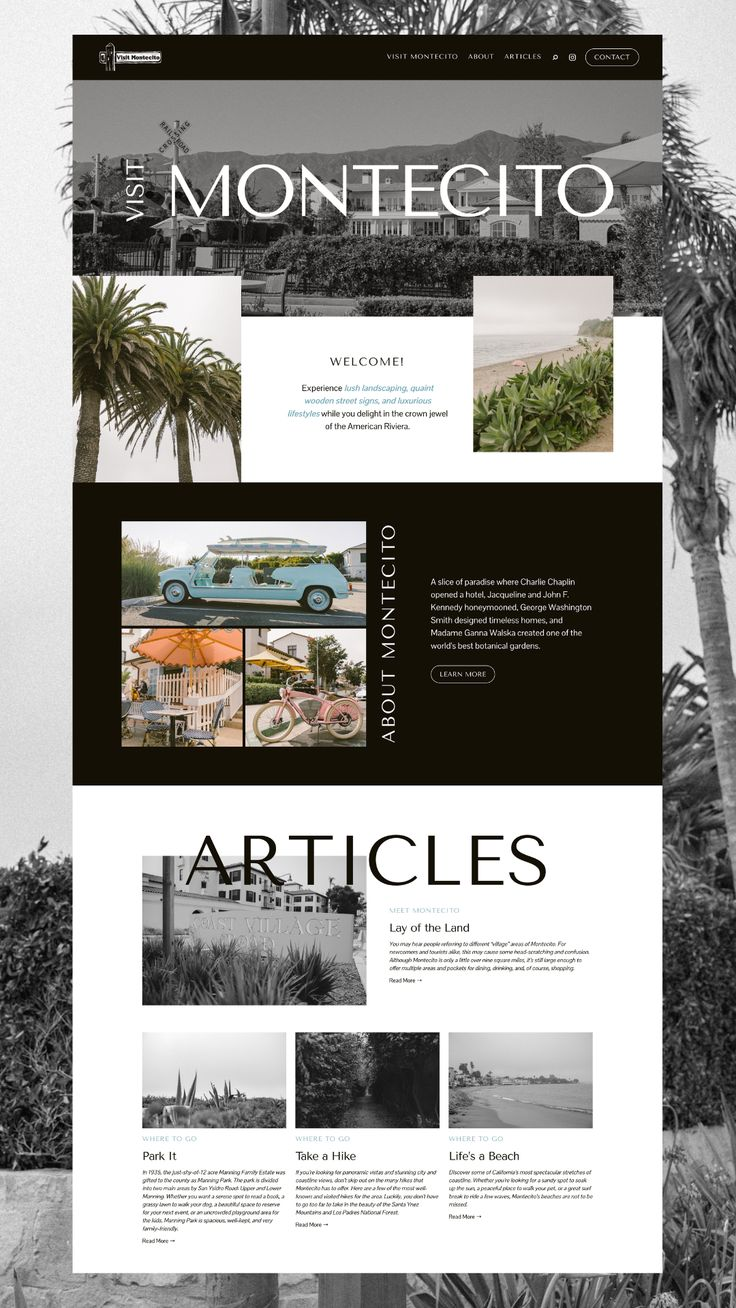 Visit Montecito
VISIT MONTECITO
ABOUT
ARTICLES
CONTACT
RAILROAD
CROSSING
VISIT
MONTECITO
WELCOME!
Experience lush landscaping, quaint
wooden street signs, and luxurious
lifestyles while you delight in the crown jewel
of the American Riviera.
ABOUT MONTECITO
A slice of paradise where Charlie Chaplin
opened a hotel, Jacqueline and John F.
Kennedy honeymooned, George Washington
Smith designed timeless homes, and
Madame Ganna Walska created one of the
world's best botanical gardens.
LEARN MORE
ARTICLES
COAST VILLAGE
ROAD
MEET MONTECITO
Lay of the Land
You may hear people referring to different "village" areas of Montecito. For
newcomers and tourists alike, this may cause some head-scratching and confusion.
Although Montecito is only a little over nine square miles, it's still large enough to
offer multiple areas and pockets for dining, drinking, and, of course, shopping.
Read More →
WHERE TO GO
Park It
In 1935, the just-shy-of-12 acre Manning Family Estate was
gifted to the county as Manning Park. The park is divided
into two main areas by San Ysidro Road: Upper and Lower
Manning. Whether you want a serene spot to read a book, a
grassy lawn to walk your dog, a beautiful space to reserve
for your next event, or an uncrowded playground area for
the kids, Manning Park is spacious, well-kept, and very
family-friendly.
Read More →
WHERE TO GO
Take a Hike
If you're looking for panoramic vistas and stunning city and
coastline views, don't skip out on the many hikes that
Montecito has to offer. Here are a few of the most well-
known and visited hikes for the area. Luckily, you don't have
to go too far to take in the beauty of the Santa Ynez
Mountains and Los Padres National Forest.
Read More →
WHERE TO GO
Life's a Beach
Discover some of California's most spectacular stretches of
coastline. Whether you're looking for a sandy spot to soak
up the sun, a peaceful place to walk your pet, or a great surf
break to ride a few waves, Montecito's beaches are not to be
missed.
Read More →